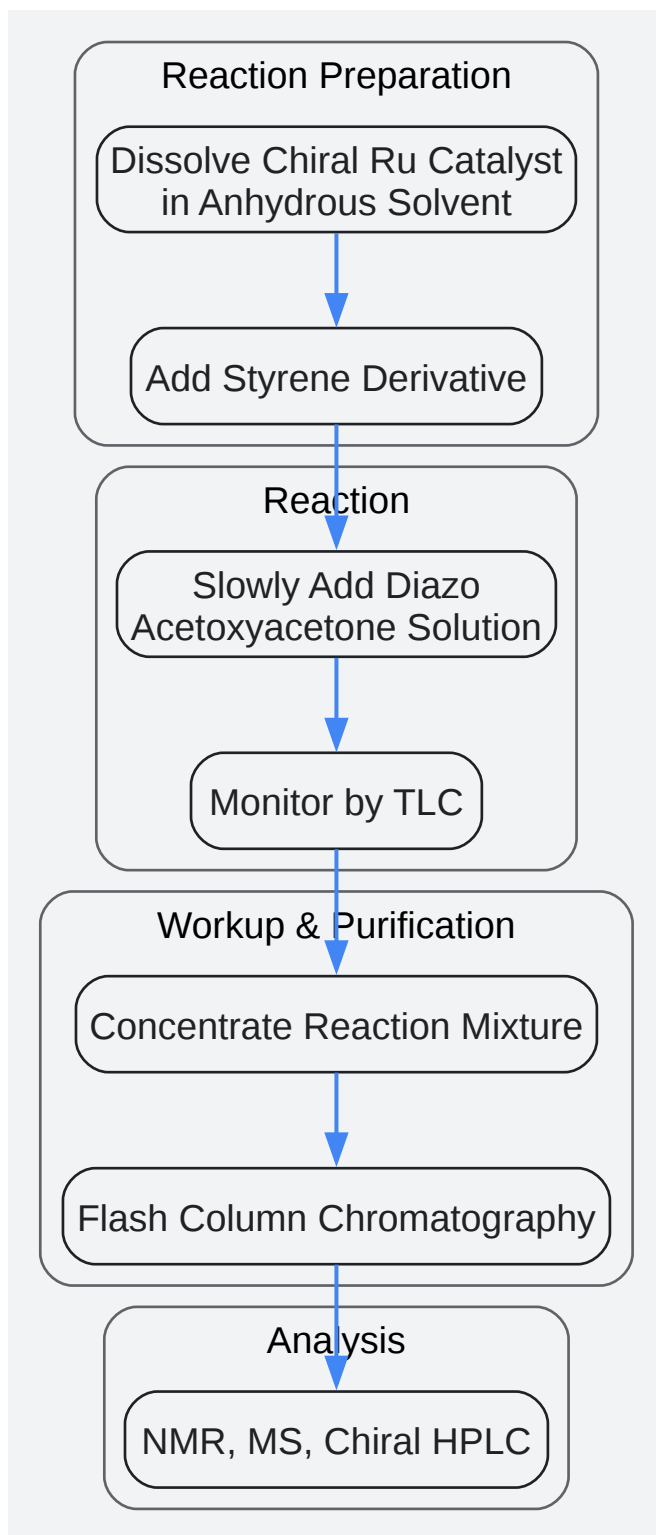 Reaction Preparation
Dissolve Chiral Ru Catalyst
in Anhydrous Solvent
Add Styrene Derivative
Reaction
Slowly Add Diazo
Acetoxyacetone Solution
Monitor by TLC
Workup & Purification
Concentrate Reaction Mixture
Flash Column Chromatography
Analysis
NMR, MS, Chiral HPLC